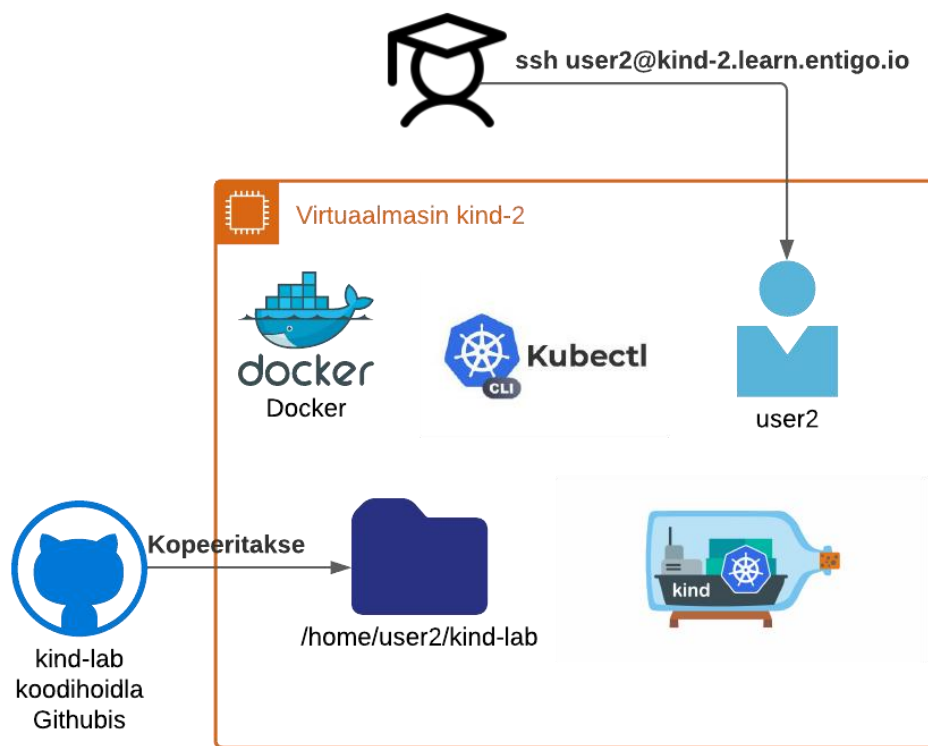 ssh user2@kind-2.learn.entigo.io
Virtuaalmasin kind-2
docker
Docker
Kubectl
CLI
user2
Kopeeritakse
kind-lab
koodihoidla
Githubis
/home/user2/kind-lab
kind